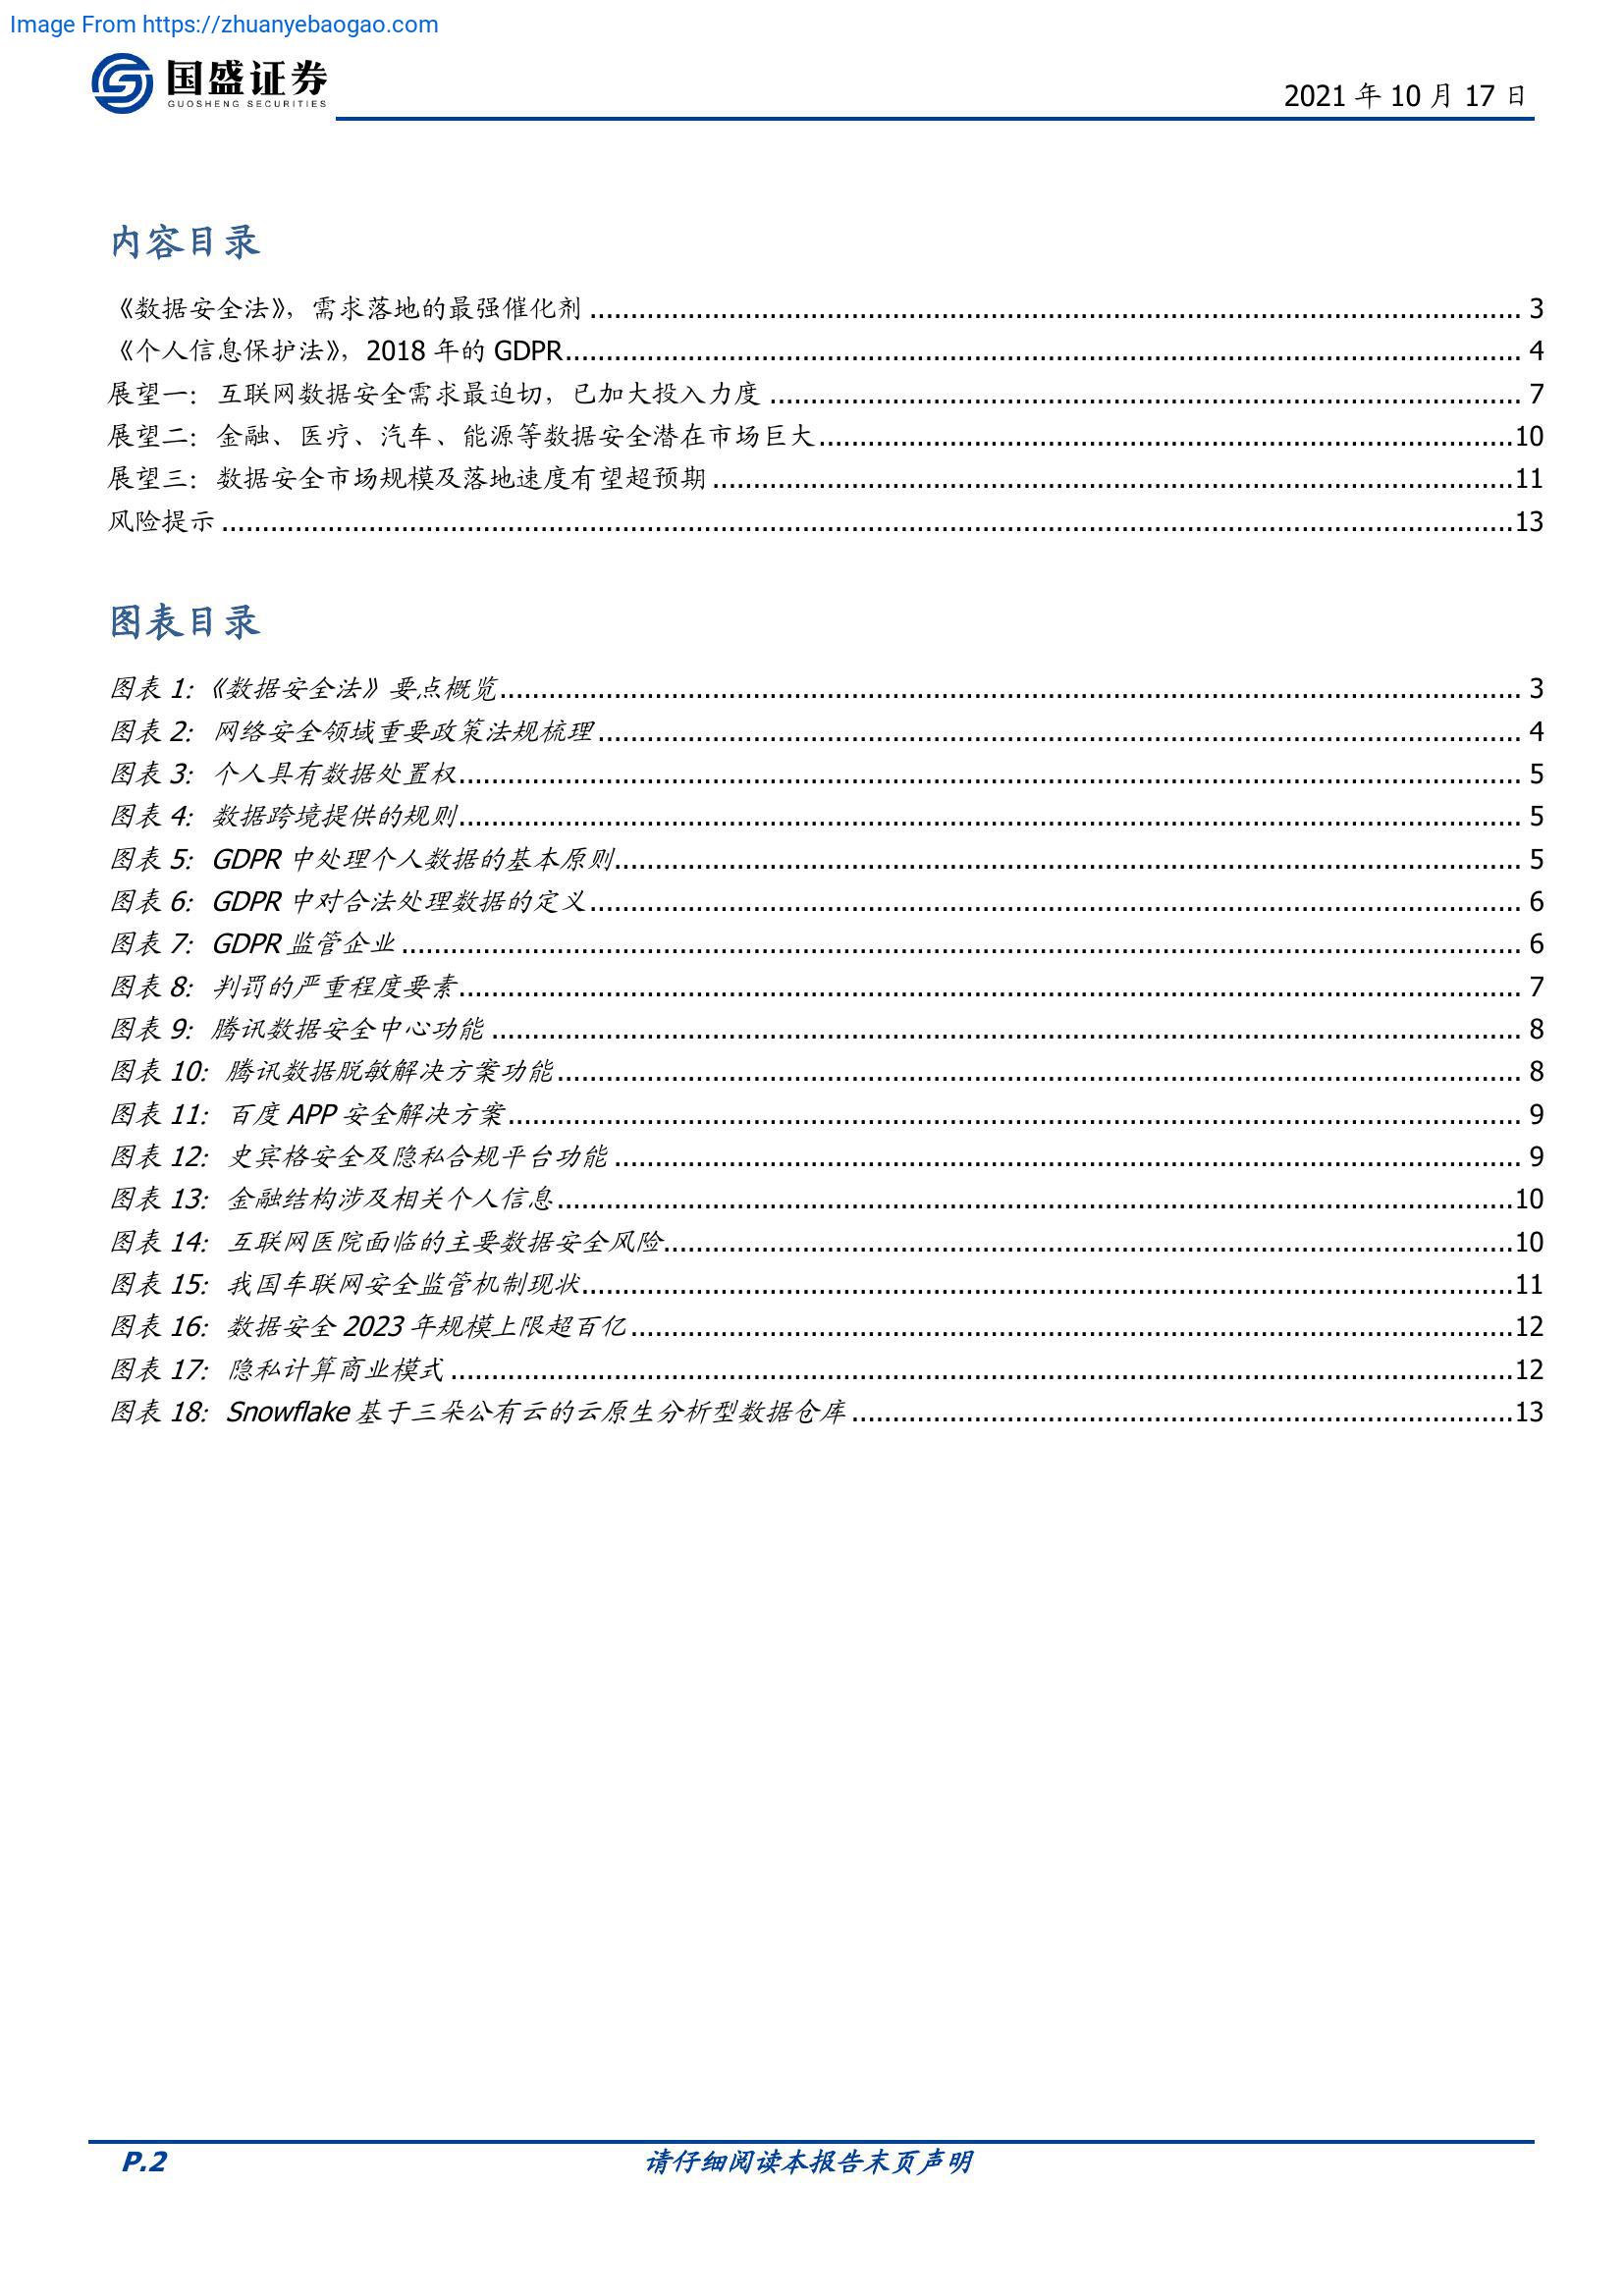 Image From https://zhuanyebaogao.com
国盛证券
GUOSHENG SECURITIES
2021 年 10 月 17 日
内容目录
《数据安全法》，需求落地的最强催化剂 ........................................ 3
《个人信息保护法》，2018 年的 GDPR........................................ 4
展望一：互联网数据安全需求最迫切，已加大投入力度 ........................................ 7
展望二：金融、医疗、汽车、能源等数据安全潜在市场巨大........................................10
展望三：数据安全市场规模及落地速度有望超预期 ........................................11
风险提示 ........................................13
图表目录
图表 1:《数据安全法》要点概览........................................ 3
图表 2: 网络安全领域重要政策法规梳理........................................ 4
图表 3: 个人具有数据处置权........................................ 5
图表 4: 数据跨境提供的规则........................................ 5
图表 5: GDPR 中处理个人数据的基本原则........................................ 5
图表 6: GDPR 中对合法处理数据的定义........................................ 6
图表 7: GDPR 监管企业 ........................................ 6
图表 8: 判罚的严重程度要素........................................ 7
图表 9: 腾讯数据安全中心功能 ........................................ 8
图表 10: 腾讯数据脱敏解决方案功能........................................ 8
图表 11: 百度 APP 安全解决方案........................................ 9
图表 12: 史宾格安全及隐私合规平台功能 ........................................ 9
图表 13: 金融结构涉及相关个人信息........................................10
图表 14: 互联网医院面临的主要数据安全风险........................................10
图表 15: 我国车联网安全监管机制现状........................................11
图表 16: 数据安全 2023 年规模上限超百亿........................................12
图表 17: 隐私计算商业模式 ........................................12
图表 18: Snowflake 基于三朵公有云的云原生分析型数据仓库........................................13
P.2
请仔细阅读本报告末页声明